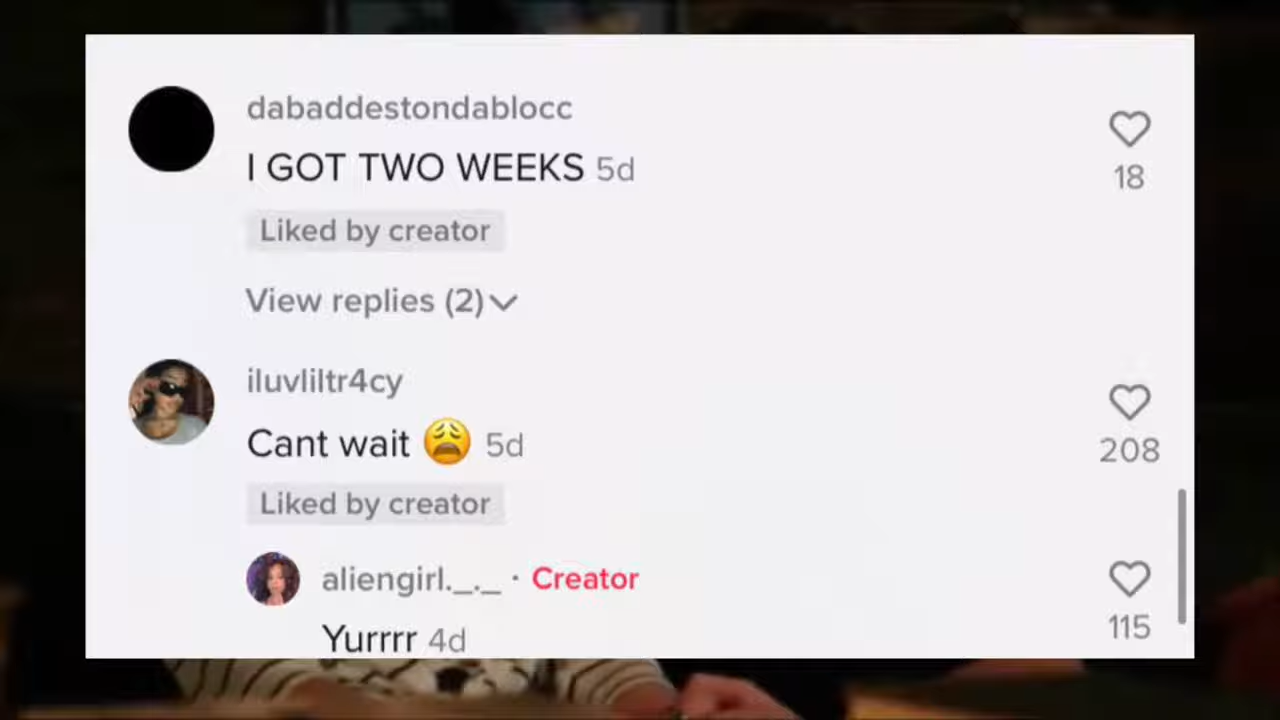 dabaddestondablocc
I GOT TWO WEEKS 5d
18
Liked by creator
View replies (2)
iluvliltr4cy
Cant wait 😩 5d
208
Liked by creator
aliengirl._._ · Creator
Yurrrr 4d
115